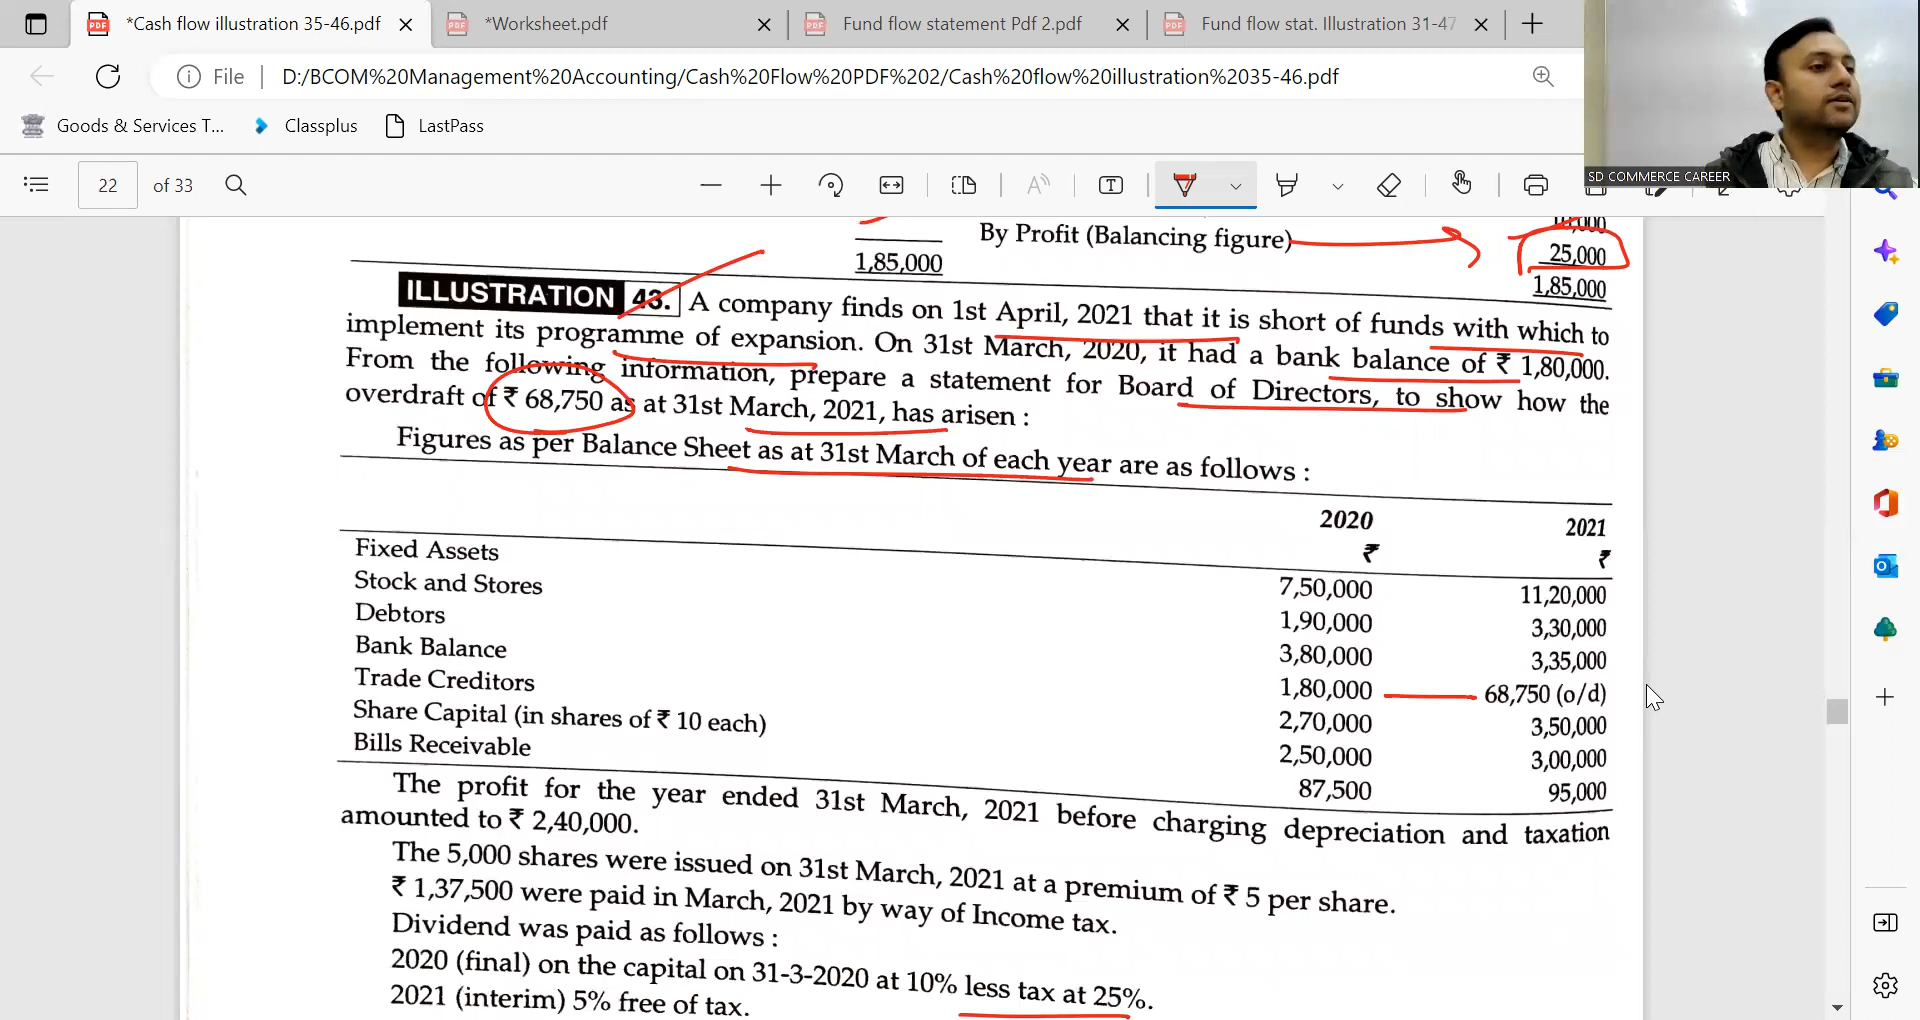 *Cash flow illustration 35-46.pdf
*Worksheet.pdf
Fund flow statement Pdf 2.pdf
Fund flow stat. Illustration 31-47
File
D:/BCOM%20Management%20Accounting/Cash%20Flow%20PDF%202/Cash%20flow%20illustration%2035-46.pdf
Goods & Services T...
Classplus
LastPass
22 of 33
SD COMMERCE CAREER
By Profit (Balancing figure) 25,000
1,85,000 1,85,000
ILLUSTRATION 43. A company finds on 1st April, 2021 that it is short of funds with which to
implement its programme of expansion. On 31st March, 2020, it had a bank balance of ₹ 1,80,000.
From the following information, prepare a statement for Board of Directors, to show how the
overdraft of ₹ 68,750 as at 31st March, 2021, has arisen :
Figures as per Balance Sheet as at 31st March of each year are as follows :
2020 2021
₹ ₹
Fixed Assets 7,50,000 11,20,000
Stock and Stores 1,90,000 3,30,000
Debtors 3,80,000 3,35,000
Bank Balance 1,80,000 68,750 (o/d)
Trade Creditors 2,70,000 3,50,000
Share Capital (in shares of ₹ 10 each) 2,50,000 3,00,000
Bills Receivable 87,500 95,000
The profit for the year ended 31st March, 2021 before charging depreciation and taxation
amounted to ₹ 2,40,000.
The 5,000 shares were issued on 31st March, 2021 at a premium of ₹ 5 per share.
₹ 1,37,500 were paid in March, 2021 by way of Income tax.
Dividend was paid as follows :
2020 (final) on the capital on 31-3-2020 at 10% less tax at 25%.
2021 (interim) 5% free of tax.